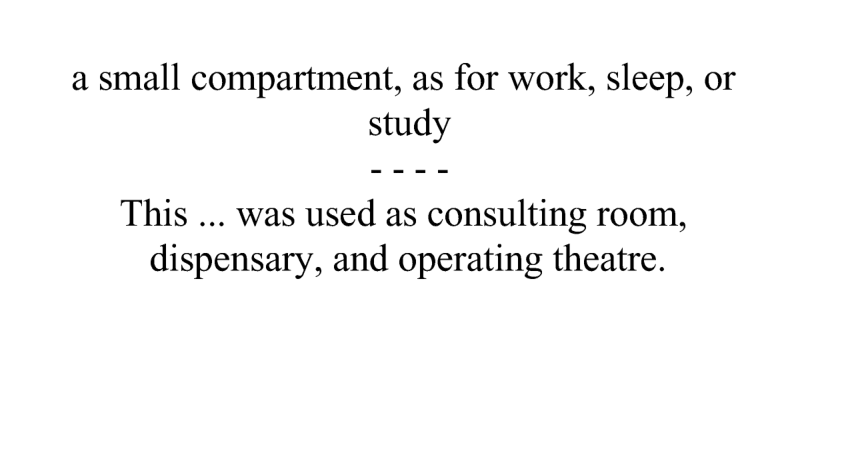 a small compartment, as for work, sleep, or
study
- - - -
This ... was used as consulting room,
dispensary, and operating theatre.